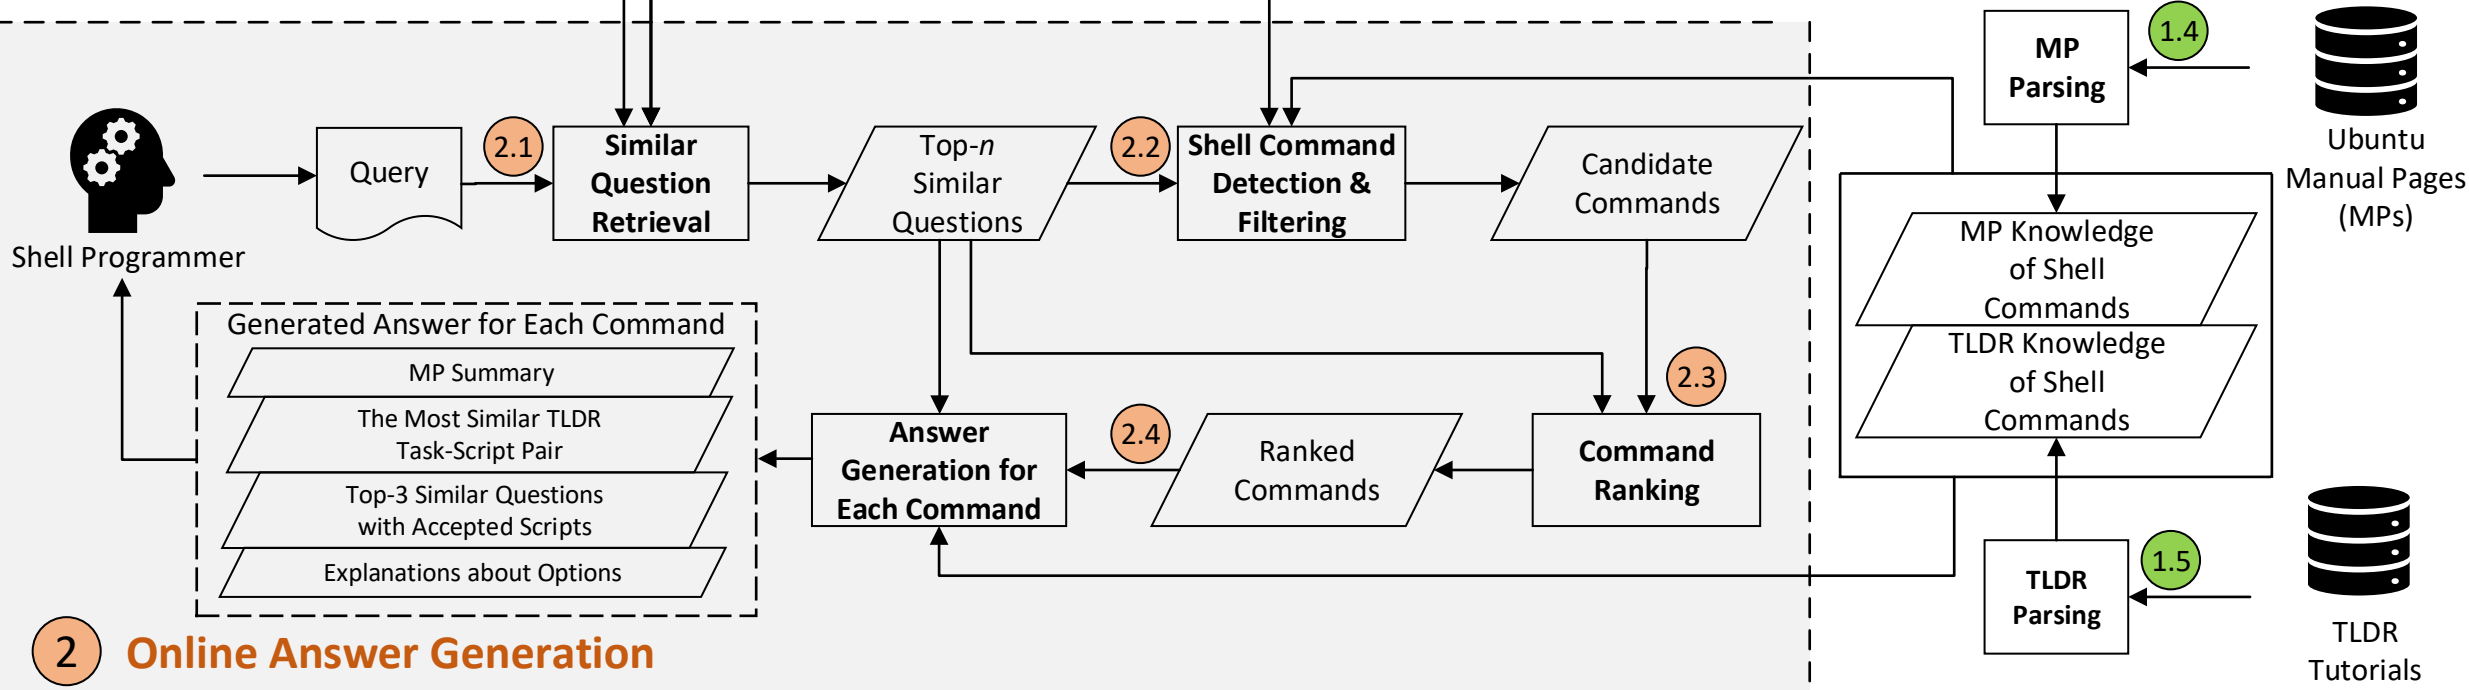 1.4
MP
Parsing
Ubuntu
Manual Pages
(MPs)
Shell Programmer
Query
2.1
Similar
Question
Retrieval
Top-n
Similar
Questions
2.2
Shell Command
Detection &
Filtering
Candidate
Commands
MP Knowledge
of Shell
Commands
TLDR Knowledge
of Shell
Commands
Generated Answer for Each Command
MP Summary
The Most Similar TLDR
Task-Script Pair
Top-3 Similar Questions
with Accepted Scripts
Explanations about Options
Answer
Generation for
Each Command
2.4
Ranked
Commands
2.3
Command
Ranking
1.5
TLDR
Parsing
TLDR
Tutorials
2 Online Answer Generation